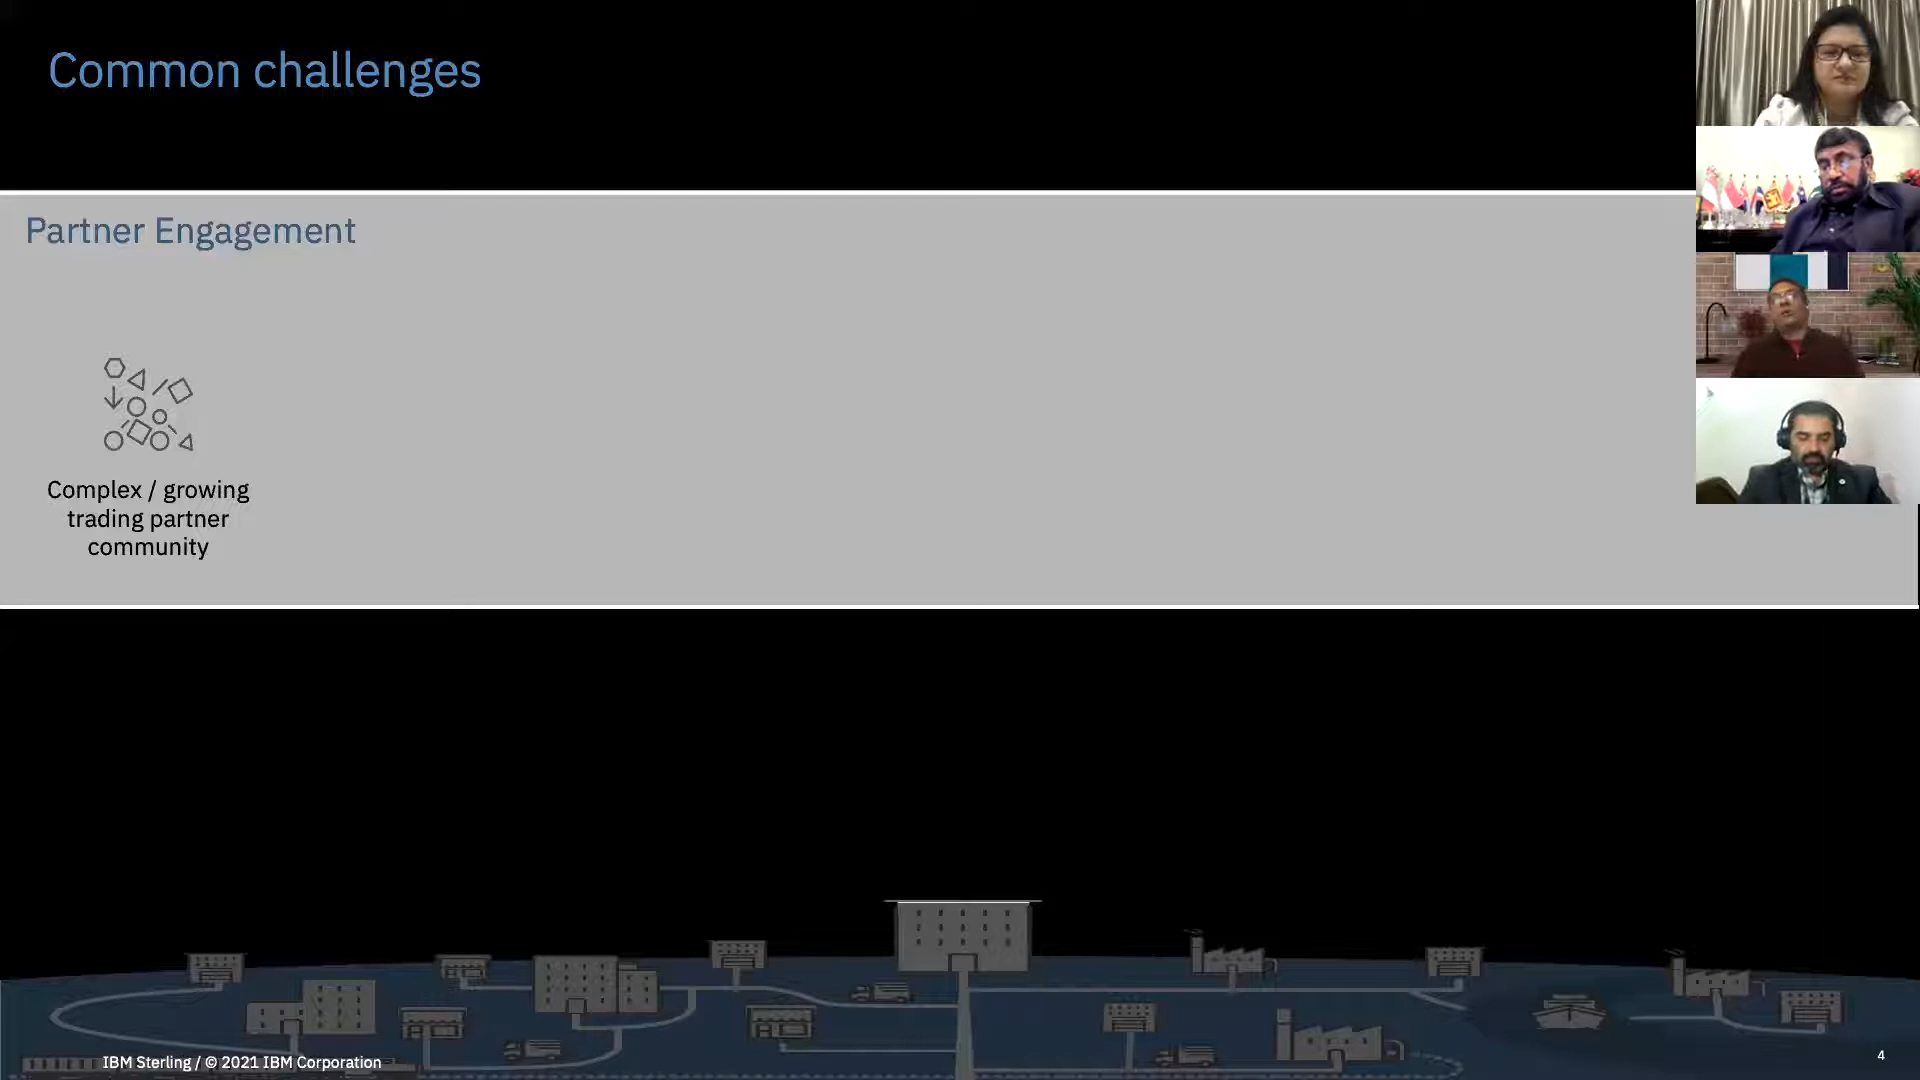 Common challenges
Partner Engagement
Complex / growing
trading partner
community
IBM Sterling / © 2021 IBM Corporation
4